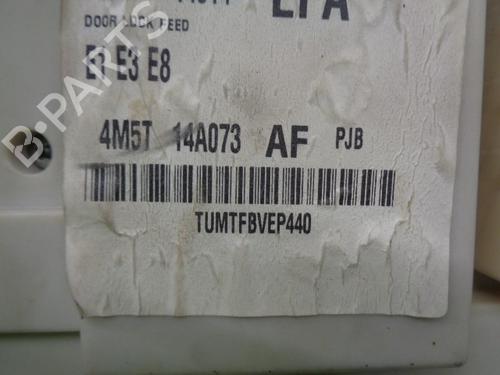 DOOR LOCK FEED
E1 E3 E8
4M5T 14A073 AF PJB
TUMTFBVEP440
B-PARTS